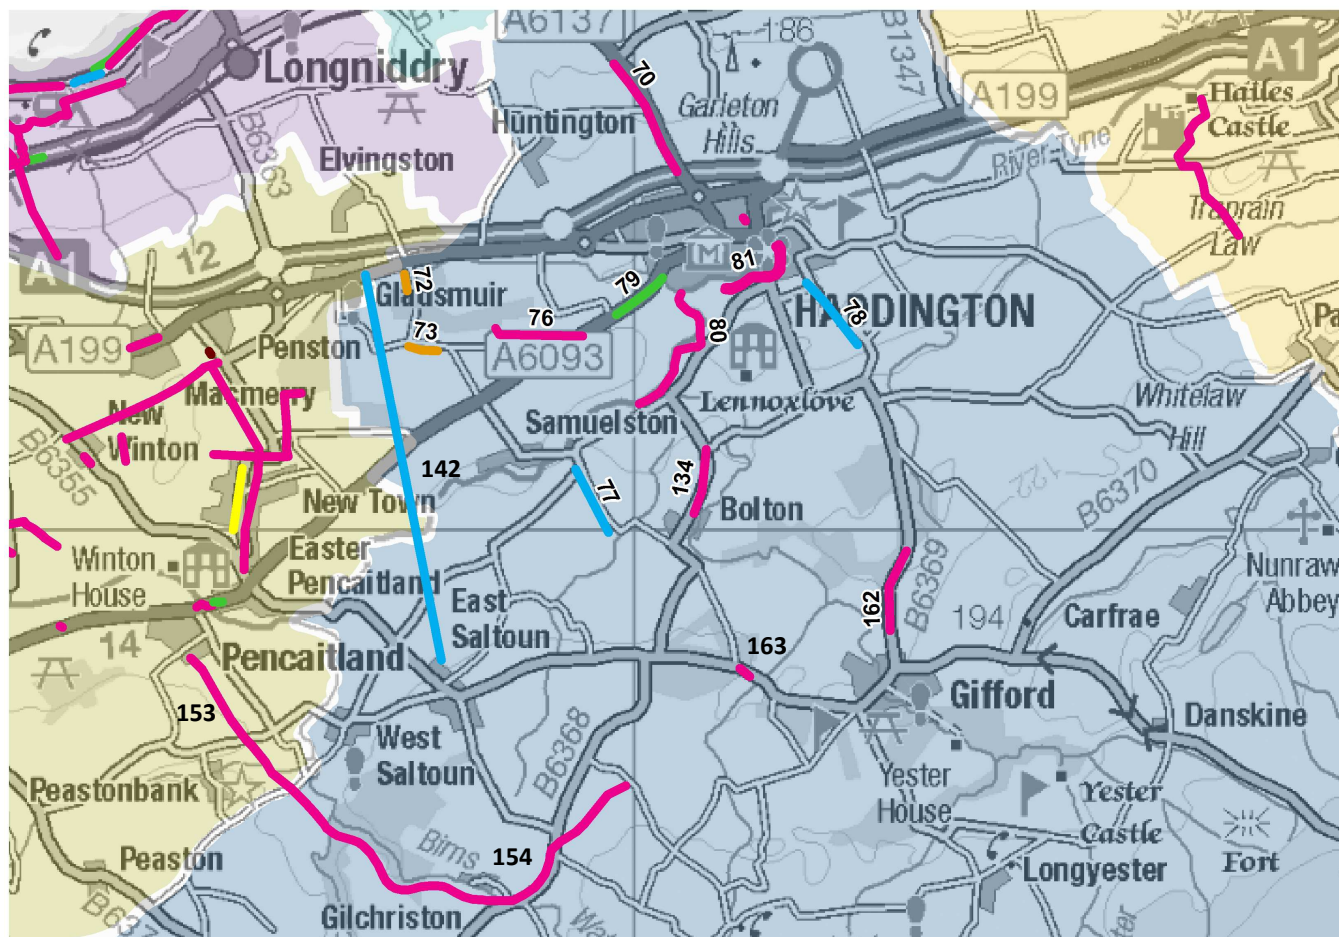 A6137
B1347
186
A1
Longniddry
70
A199
Hailes
Castle
Garleton
Hills
Huntington
River Tyne
B6363
Elvingston
Traprain
Law
12
A1
81
72
79
Gladsmuir
HADDINGTON
78
76
73
80
A199
Penston
A6093
Macmerry
Lennoxlove
Whitelaw
Hill
New
Winton
Samuelston
B6355
142
134
77
New Town
Bolton
122
B6370
Winton
House
Easter
Pencaitland
Nunraw
Abbey
East
Saltoun
162
B6369
194
Carfrae
14
Pencaitland
163
Gifford
153
Danskine
West
Saltoun
B6368
Peastonbank
Yester
House
Yester
Castle
Birns
154
Fort
Peaston
Longyester
Gilchriston